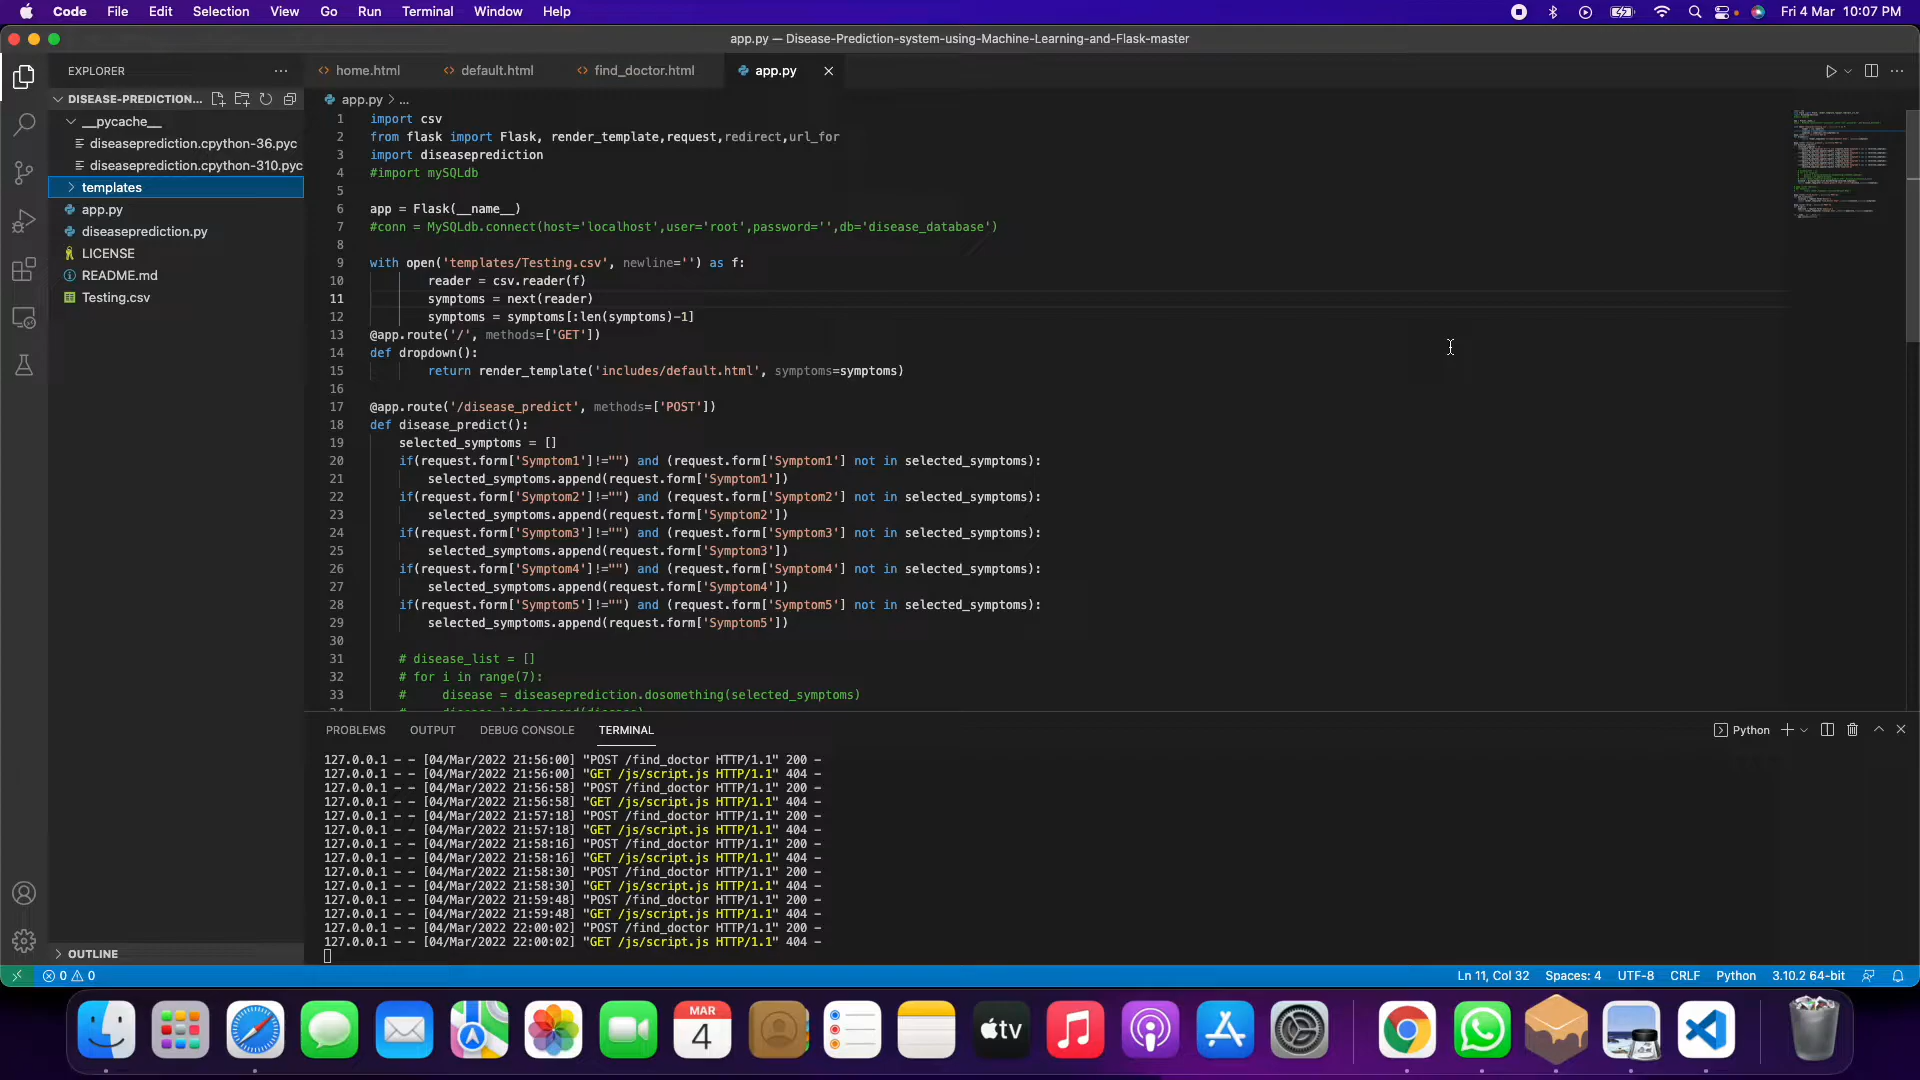 Code File Edit Selection View Go Run Terminal Window Help Fri 4 Mar 10:07 PM
app.py — Disease-Prediction-system-using-Machine-Learning-and-Flask-master
EXPLORER
DISEASE-PREDICTION...
__pycache__
diseaseprediction.cpython-36.pyc
diseaseprediction.cpython-310.pyc
templates
app.py
diseaseprediction.py
LICENSE
README.md
Testing.csv
OUTLINE
home.html default.html find_doctor.html app.py
app.py > ...
1 import csv
2 from flask import Flask, render_template,request,redirect,url_for
3 import diseaseprediction
4 #import mySQLdb
5
6 app = Flask(__name__)
7 #conn = MySQLdb.connect(host='localhost',user='root',password='',db='disease_database')
8
9 with open('templates/Testing.csv', newline='') as f:
10 reader = csv.reader(f)
11 symptoms = next(reader)
12 symptoms = symptoms[:len(symptoms)-1]
13 @app.route('/', methods=['GET'])
14 def dropdown():
15 return render_template('includes/default.html', symptoms=symptoms)
16
17 @app.route('/disease_predict', methods=['POST'])
18 def disease_predict():
19 selected_symptoms = []
20 if(request.form['Symptom1']!="") and (request.form['Symptom1'] not in selected_symptoms):
21 selected_symptoms.append(request.form['Symptom1'])
22 if(request.form['Symptom2']!="") and (request.form['Symptom2'] not in selected_symptoms):
23 selected_symptoms.append(request.form['Symptom2'])
24 if(request.form['Symptom3']!="") and (request.form['Symptom3'] not in selected_symptoms):
25 selected_symptoms.append(request.form['Symptom3'])
26 if(request.form['Symptom4']!="") and (request.form['Symptom4'] not in selected_symptoms):
27 selected_symptoms.append(request.form['Symptom4'])
28 if(request.form['Symptom5']!="") and (request.form['Symptom5'] not in selected_symptoms):
29 selected_symptoms.append(request.form['Symptom5'])
30
31 # disease_list = []
32 # for i in range(7):
33 # disease = diseaseprediction.dosomething(selected_symptoms)
PROBLEMS OUTPUT DEBUG CONSOLE TERMINAL Python
127.0.0.1 - - [04/Mar/2022 21:56:00] "POST /find_doctor HTTP/1.1" 200 -
127.0.0.1 - - [04/Mar/2022 21:56:00] "GET /js/script.js HTTP/1.1" 404 -
127.0.0.1 - - [04/Mar/2022 21:56:58] "POST /find_doctor HTTP/1.1" 200 -
127.0.0.1 - - [04/Mar/2022 21:56:58] "GET /js/script.js HTTP/1.1" 404 -
127.0.0.1 - - [04/Mar/2022 21:57:18] "POST /find_doctor HTTP/1.1" 200 -
127.0.0.1 - - [04/Mar/2022 21:57:18] "GET /js/script.js HTTP/1.1" 404 -
127.0.0.1 - - [04/Mar/2022 21:58:16] "POST /find_doctor HTTP/1.1" 200 -
127.0.0.1 - - [04/Mar/2022 21:58:16] "GET /js/script.js HTTP/1.1" 404 -
127.0.0.1 - - [04/Mar/2022 21:58:30] "POST /find_doctor HTTP/1.1" 200 -
127.0.0.1 - - [04/Mar/2022 21:58:30] "GET /js/script.js HTTP/1.1" 404 -
127.0.0.1 - - [04/Mar/2022 21:59:48] "POST /find_doctor HTTP/1.1" 200 -
127.0.0.1 - - [04/Mar/2022 21:59:48] "GET /js/script.js HTTP/1.1" 404 -
127.0.0.1 - - [04/Mar/2022 22:00:02] "POST /find_doctor HTTP/1.1" 200 -
127.0.0.1 - - [04/Mar/2022 22:00:02] "GET /js/script.js HTTP/1.1" 404 -
0 0 Ln 11, Col 32 Spaces: 4 UTF-8 CRLF Python 3.10.2 64-bit
MAR
4
tv